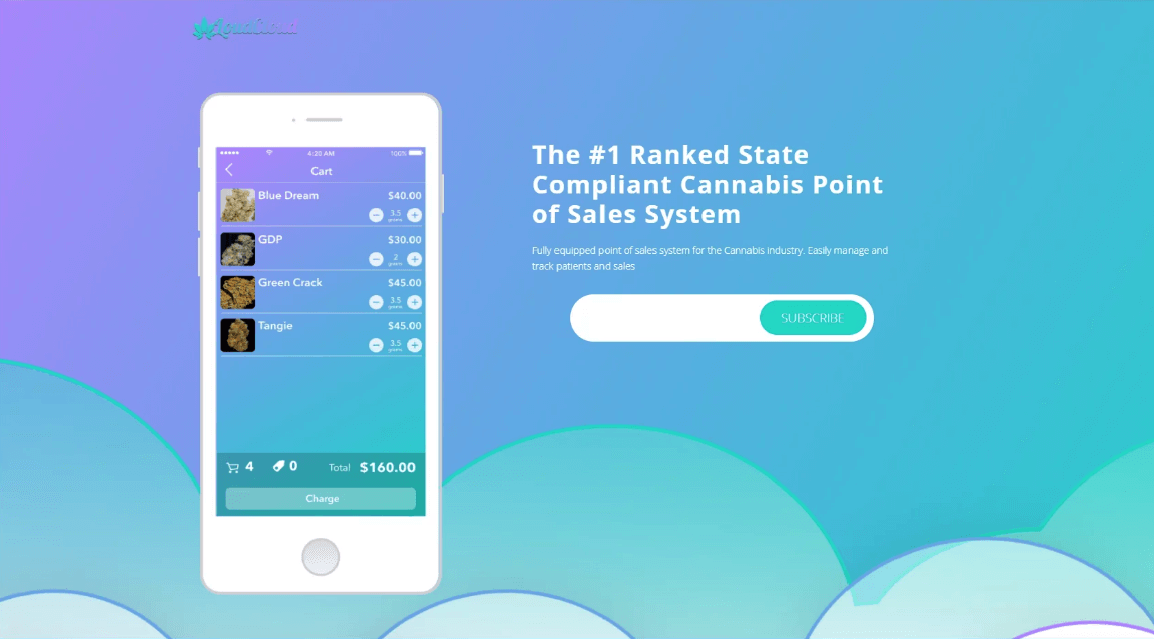 4:20 AM
100%
Cart
Blue Dream
$40.00
3.5
grams
GDP
$30.00
2
grams
Green Crack
$45.00
3.5
grams
Tangie
$45.00
3.5
grams
4
0
Total
$160.00
Charge
The #1 Ranked State
Compliant Cannabis Point
of Sales System
Fully equipped point of sales system for the Cannabis industry. Easily manage and
track patients and sales
SUBSCRIBE